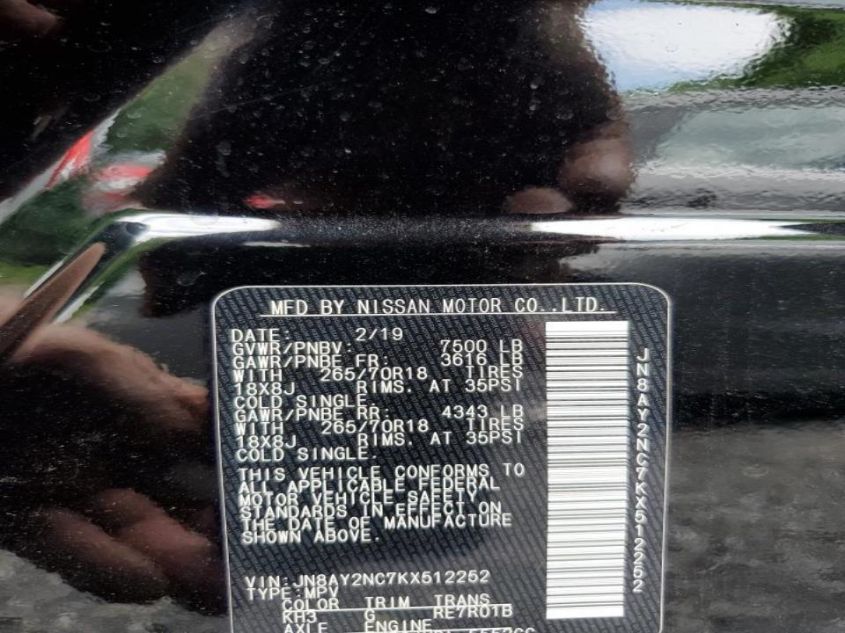 MFD BY NISSAN MOTOR CO.,LTD.
DATE: 2/19
GVWR/PNBV: 7500 LB
GAWR/PNBE FR: 3616 LB
WITH 265/70R18 TIRES
18X8J RIMS. AT 35PSI
COLD SINGLE.
GAWR/PNBE RR: 4343 LB
WITH 265/70R18 TIRES
18X8J RIMS. AT 35PSI
COLD SINGLE.
THIS VEHICLE CONFORMS TO
ALL APPLICABLE FEDERAL
MOTOR VEHICLE SAFETY
STANDARDS IN EFFECT ON
THE DATE OF MANUFACTURE
SHOWN ABOVE.
VIN:JN8AY2NC7KX512252
TYPE:MPV
COLOR TRIM TRANS
KH3 G RE7R01B
AXLE ENGINE
JN8AY2NC7KX512252